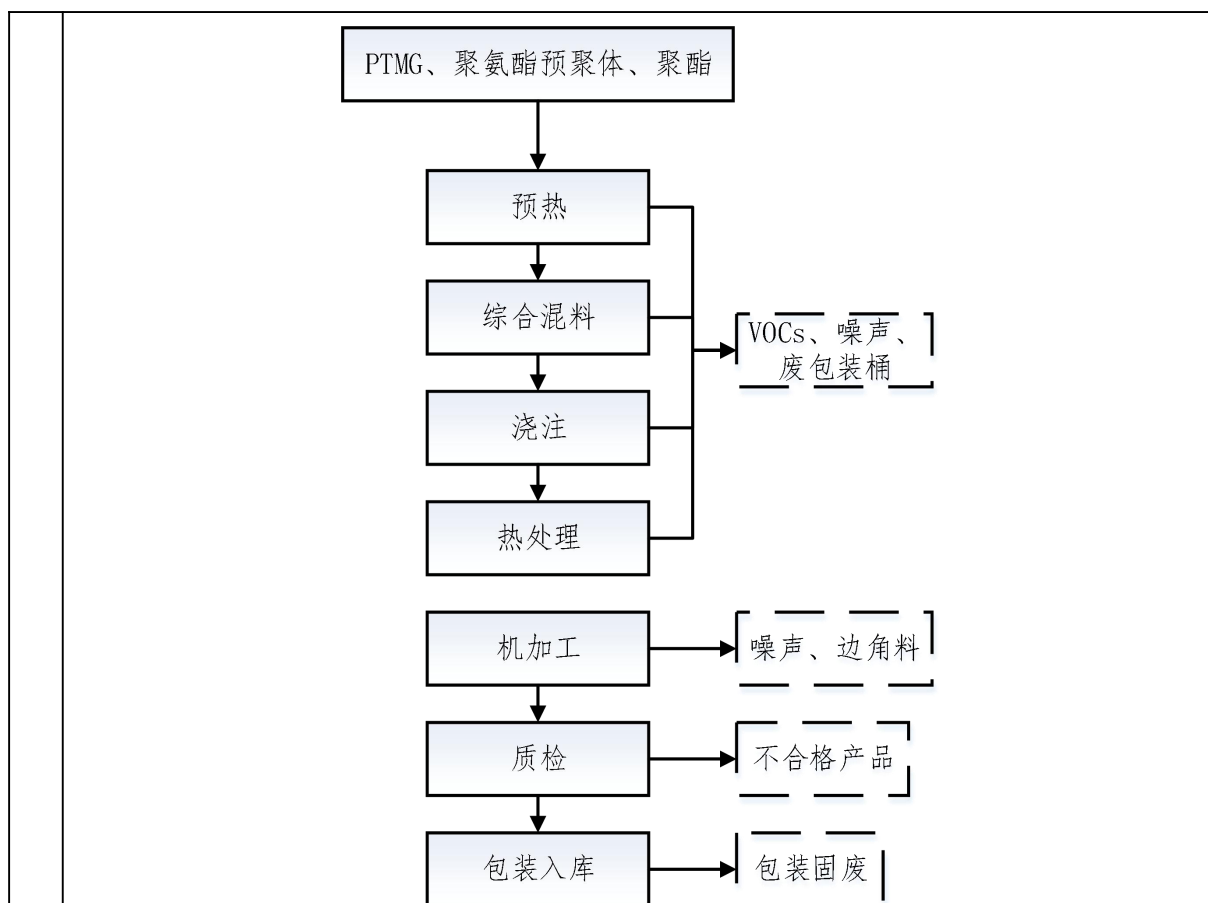 PTMG、聚氨酯预聚体、聚酯
预热
综合混料
VOCs、噪声、
废包装桶
浇注
热处理
机加工
噪声、边角料
质检
不合格产品
包装入库
包装固废